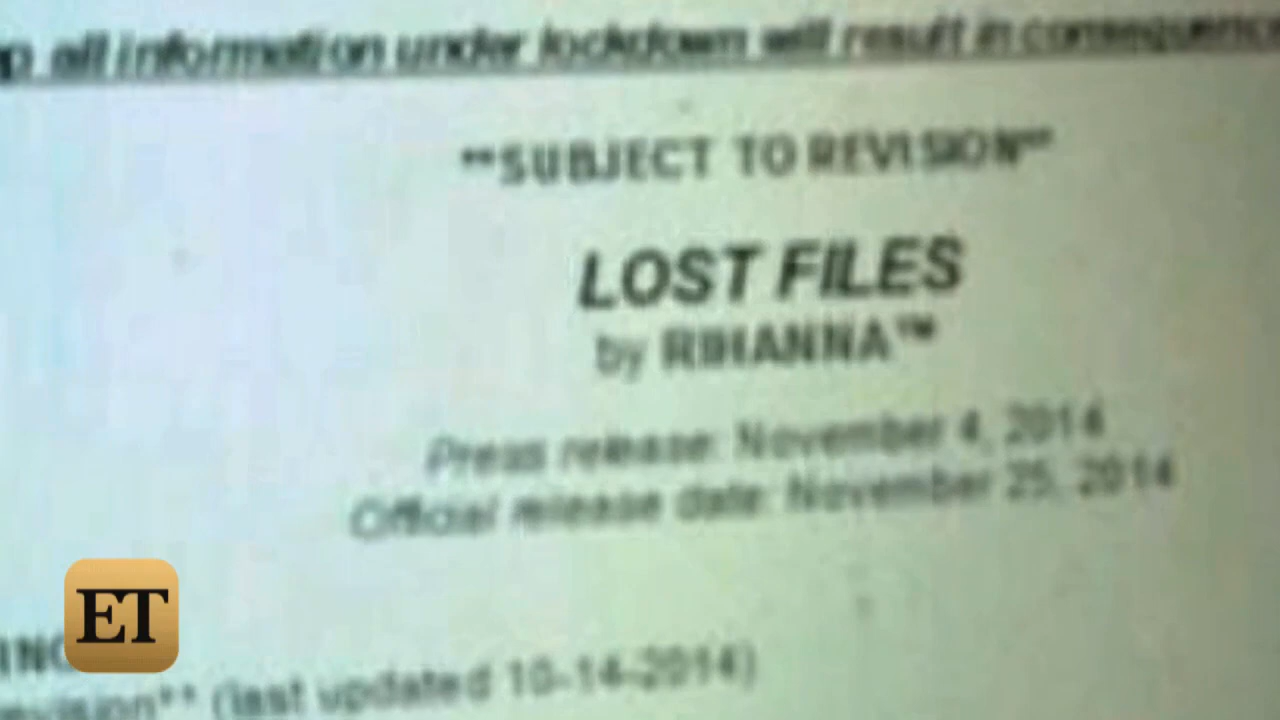 all information under lockdown will result in consequence
**SUBJECT TO REVISION**
LOST FILES
by RIHANNA™
Press release: November 4, 2014
Official release date: November 25, 2014
ET
(last updated 10-14-2014)